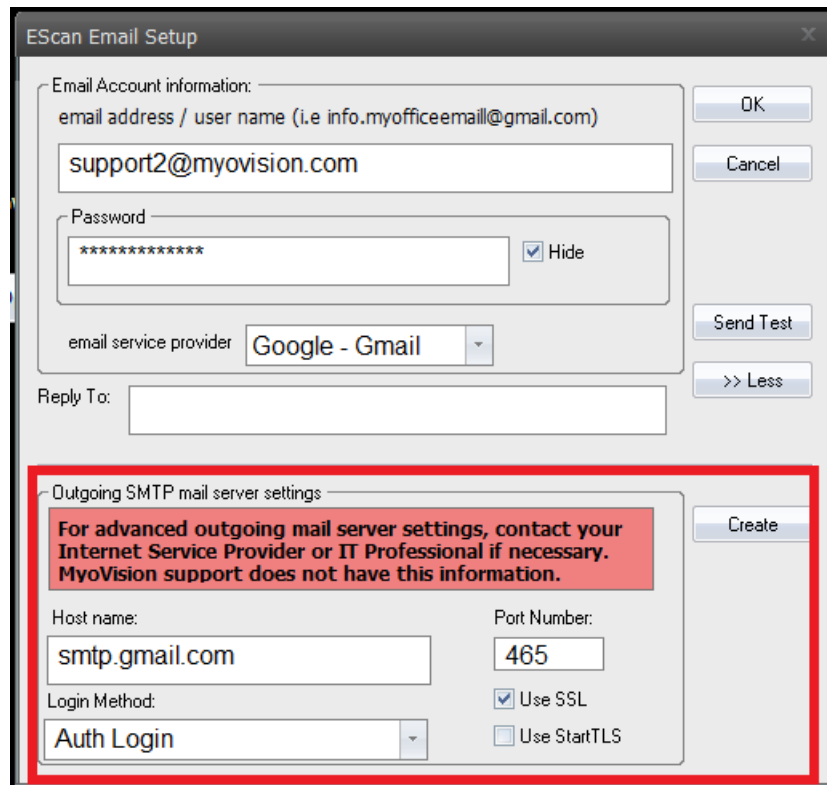 EScan Email Setup
x
Email Account information:
email address / user name (i.e info.myofficeemaill@gmail.com)
OK
support2@myovision.com
Cancel
Password
*************
Hide
email service provider
Google - Gmail
Send Test
>> Less
Reply To:
Outgoing SMTP mail server settings
For advanced outgoing mail server settings, contact your
Internet Service Provider or IT Professional if necessary.
MyoVision support does not have this information.
Create
Host name:
Port Number:
smtp.gmail.com
465
Login Method:
Use SSL
Auth Login
Use StartTLS